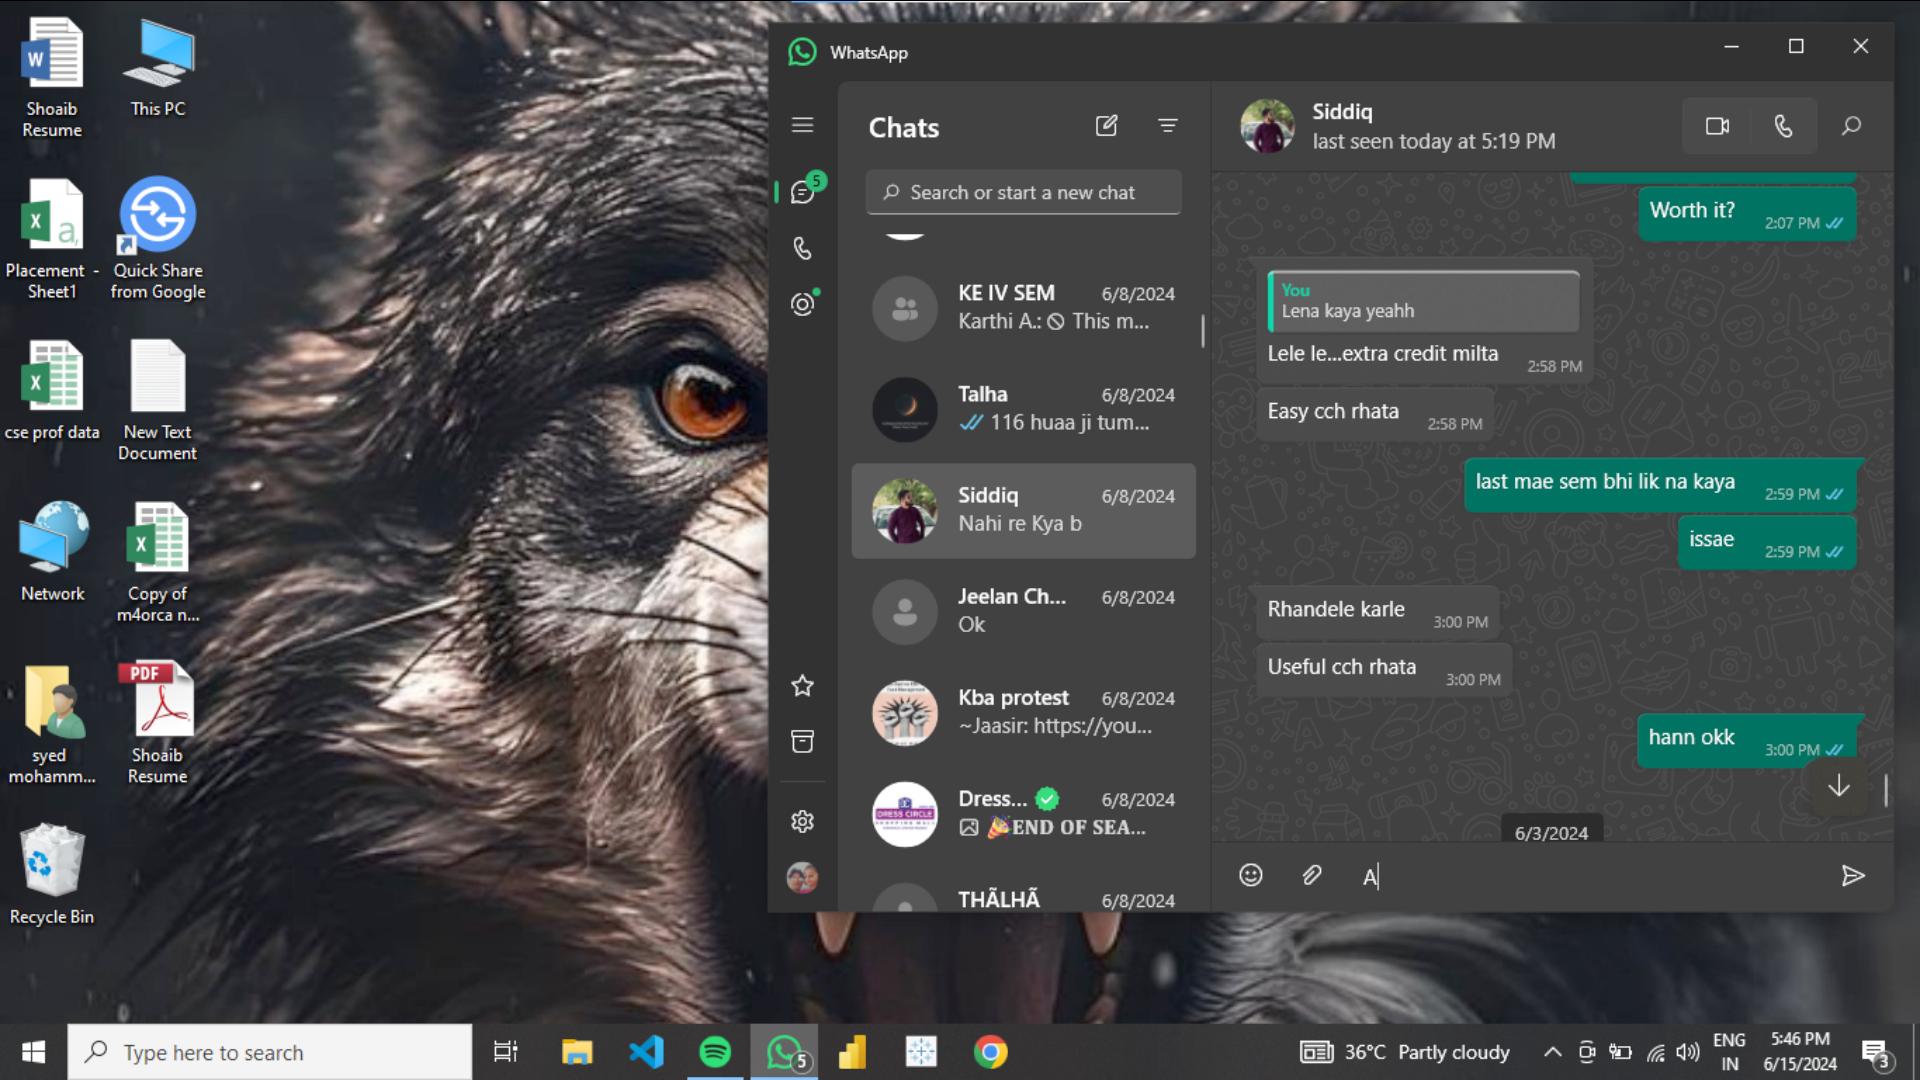 Shoaib
Resume
This PC
Placement -
Sheet1
Quick Share
from Google
cse prof data
New Text
Document
Network
Copy of
m4orca n...
syed
mohamm...
PDF
Shoaib
Resume
Recycle Bin
WhatsApp
Chats
5
Search or start a new chat
KE IV SEM 6/8/2024
Karthi A.: This m...
Talha 6/8/2024
116 huaa ji tum...
Siddiq 6/8/2024
Nahi re Kya b
Jeelan Ch... 6/8/2024
Ok
Kba protest 6/8/2024
~Jaasir: https://you...
DRESS CIRCLE
Dress... 6/8/2024
🎉END OF SEA...
THÃLHÃ 6/8/2024
Siddiq
last seen today at 5:19 PM
Worth it? 2:07 PM
You
Lena kaya yeahh
Lele le...extra credit milta 2:58 PM
Easy cch rhata 2:58 PM
last mae sem bhi lik na kaya 2:59 PM
issae 2:59 PM
Rhandele karle 3:00 PM
Useful cch rhata 3:00 PM
hann okk 3:00 PM
6/3/2024
A
Type here to search
5
36°C Partly cloudy
ENG
IN
5:46 PM
6/15/2024
3